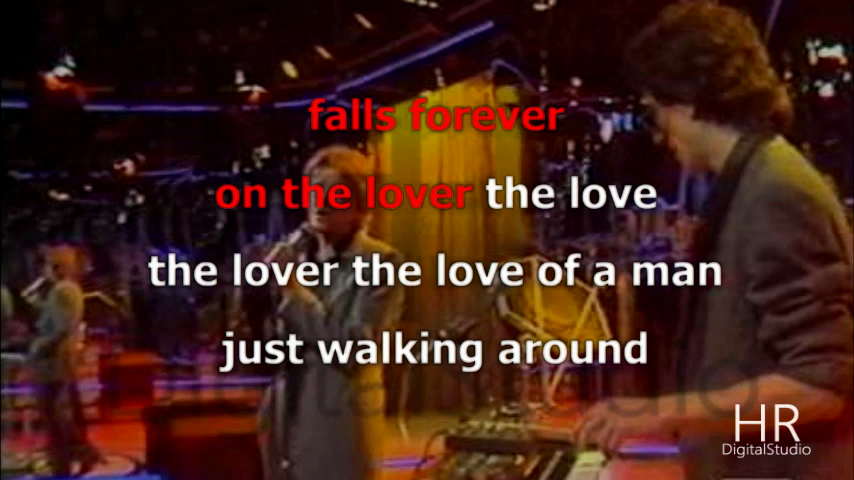 falls forever
on the lover the love
the lover the love of a man
just walking around
HR
DigitalStudio